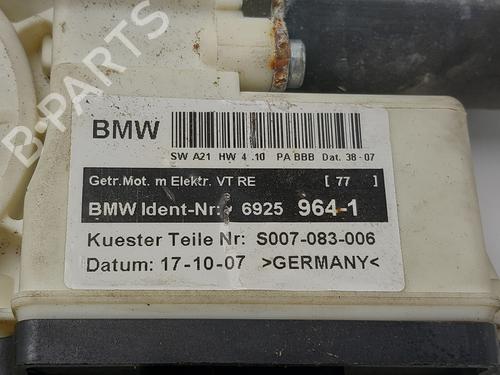 BMW
SW A21 HW 4 .10 PA BBB Dat. 38-07
Getr.Mot. m Elektr. VT RE [ 77 ]
BMW Ident-Nr: 6925 964-1
Kuester Teile Nr: S007-083-006
Datum: 17-10-07 >GERMANY<
B-PARTS